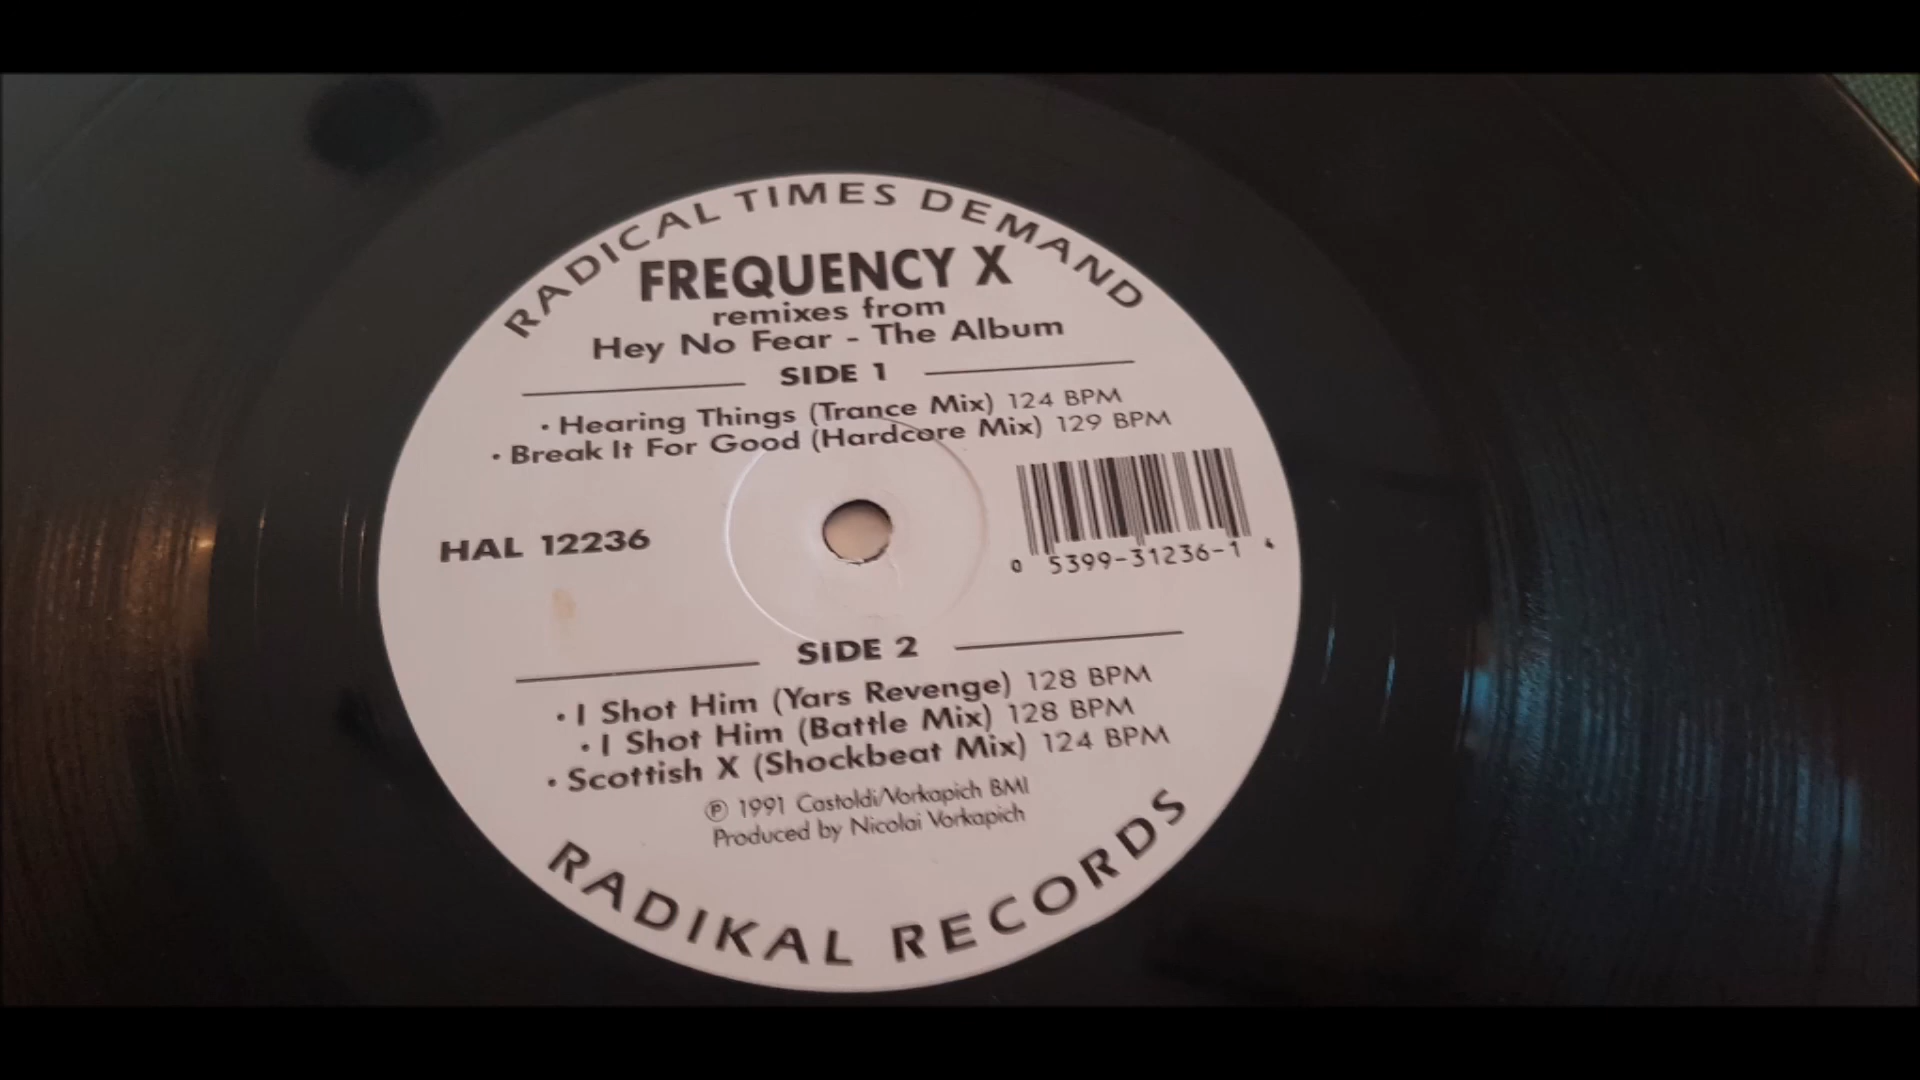 RADICAL TIMES DEMAND
FREQUENCY X
remixes from
Hey No Fear - The Album
SIDE 1
• Hearing Things (Trance Mix) 124 BPM
• Break It For Good (Hardcore Mix) 129 BPM
HAL 12236
0 5399-31236-1 4
SIDE 2
• I Shot Him (Yars Revenge) 128 BPM
• I Shot Him (Battle Mix) 128 BPM
• Scottish X (Shockbeat Mix) 124 BPM
℗ 1991 Castoldi/Vorkapich BMI
Produced by Nicolai Vorkapich
RADIKAL RECORDS